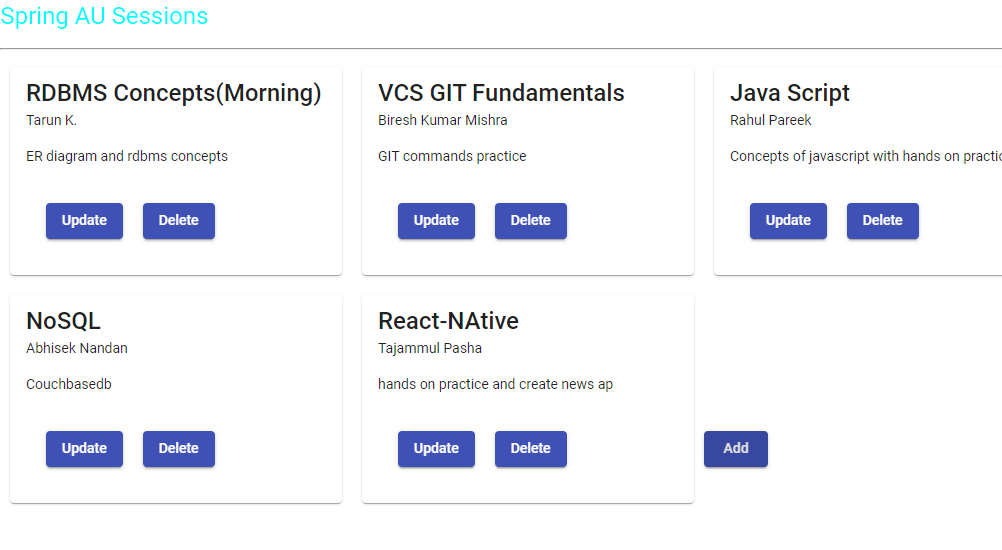 Spring AU Sessions
RDBMS Concepts(Morning)
Tarun K.
ER diagram and rdbms concepts
Update Delete
VCS GIT Fundamentals
Biresh Kumar Mishra
GIT commands practice
Update Delete
Java Script
Rahul Pareek
Concepts of javascript with hands on
Update Delete
NoSQL
Abhisek Nandan
Couchbasedb
Update Delete
React-NAtive
Tajammul Pasha
hands on practice and create news ap
Update Delete
Add